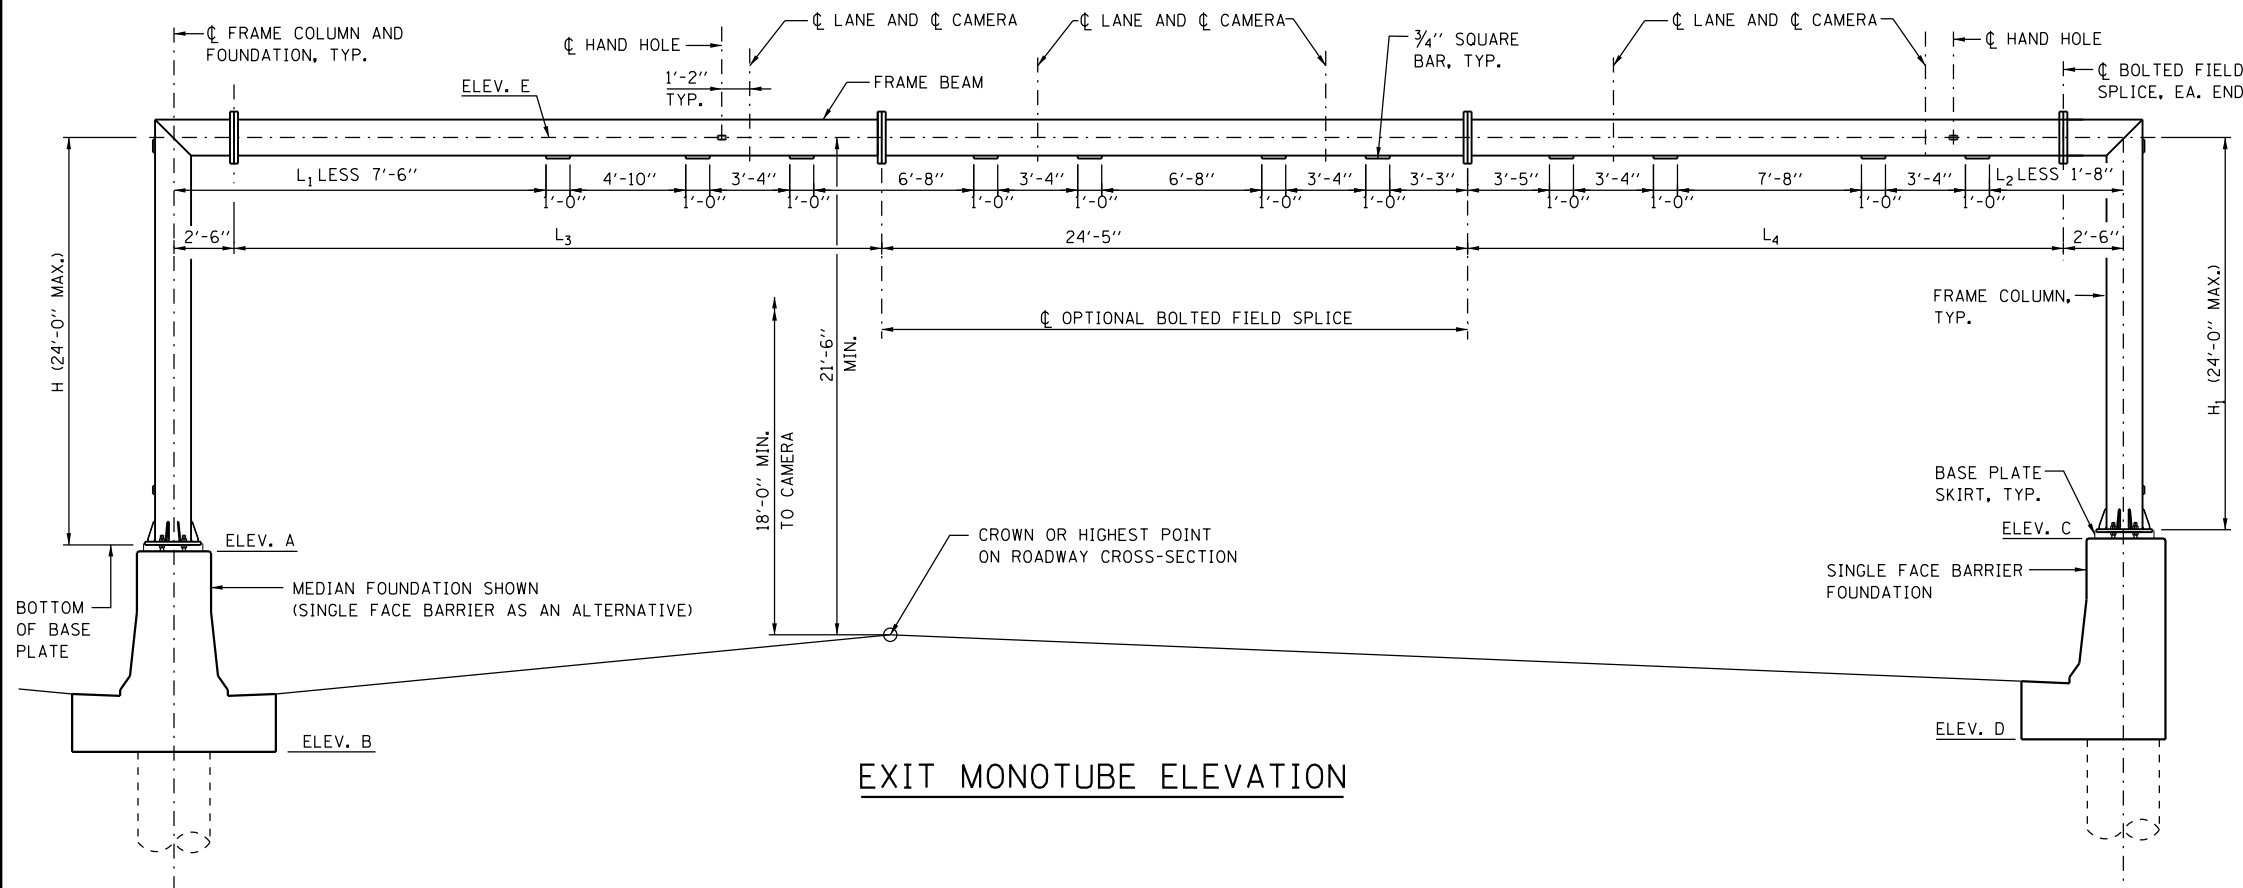 ℄ FRAME COLUMN AND
FOUNDATION, TYP.
℄ HAND HOLE
℄ LANE AND ℄ CAMERA
℄ LANE AND ℄ CAMERA
3/4" SQUARE
BAR, TYP.
℄ LANE AND ℄ CAMERA
℄ HAND HOLE
℄ BOLTED FIELD
SPLICE, EA. END
1'-2"
TYP.
ELEV. E
FRAME BEAM
L1 LESS 7'-6"
4'-10"
3'-4"
6'-8"
3'-4"
6'-8"
3'-4"
3'-3"
3'-5"
3'-4"
7'-8"
3'-4"
L2 LESS 1'-8"
1'-0"
1'-0"
1'-0"
1'-0"
1'-0"
1'-0"
1'-0"
1'-0"
1'-0"
1'-0"
1'-0"
2'-6"
L3
24'-5"
L4
2'-6"
H (24'-0" MAX.)
℄ OPTIONAL BOLTED FIELD SPLICE
21'-6"
MIN.
18'-0" MIN.
TO CAMERA
FRAME COLUMN,
TYP.
H1 (24'-0" MAX.)
BASE PLATE
SKIRT, TYP.
ELEV. A
CROWN OR HIGHEST POINT
ON ROADWAY CROSS-SECTION
ELEV. C
MEDIAN FOUNDATION SHOWN
(SINGLE FACE BARRIER AS AN ALTERNATIVE)
SINGLE FACE BARRIER
FOUNDATION
BOTTOM
OF BASE
PLATE
ELEV. B
ELEV. D
EXIT MONOTUBE ELEVATION